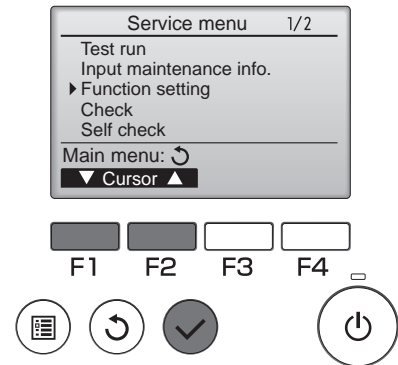 Service menu 1/2
Test run
Input maintenance info.
Function setting
Check
Self check
Main menu:
▼ Cursor ▲
F1 F2 F3 F4